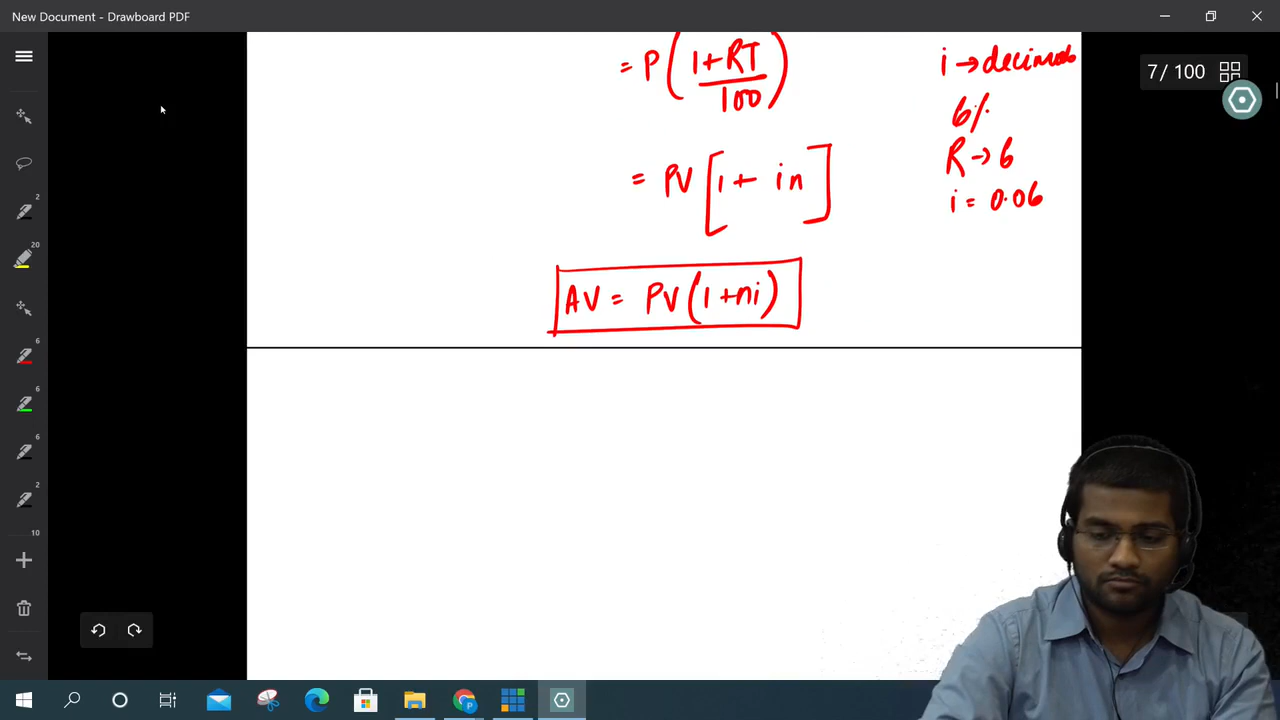 New Document - Drawboard PDF
7 / 100
= P ( 1+RT / 100 )
i → decimals
6%
R → 6
i = 0.06
= PV [ 1 + in ]
AV = PV ( 1 + ni )
2
20
6
6
6
2
10